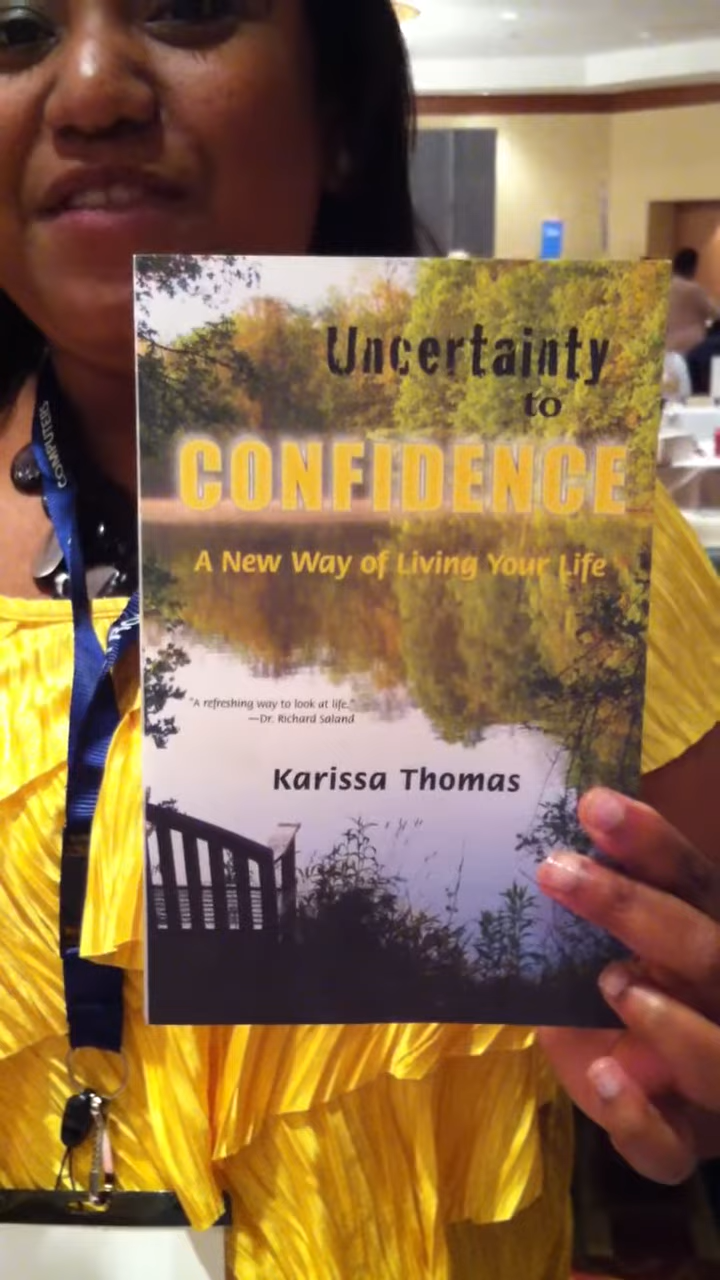 Uncertainty
to
CONFIDENCE
A New Way of Living Your Life
"A refreshing way to look at life."
—Dr. Richard Saland
Karissa Thomas
COMPUTERS